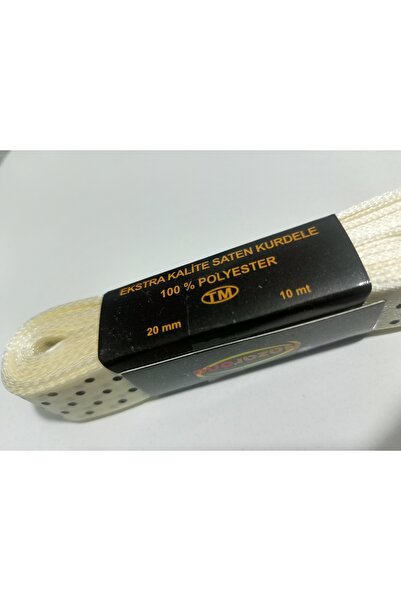 EKSTRA KALİTE SATEN KURDELE
100 % POLYESTER
TM
20 mm 10 mt